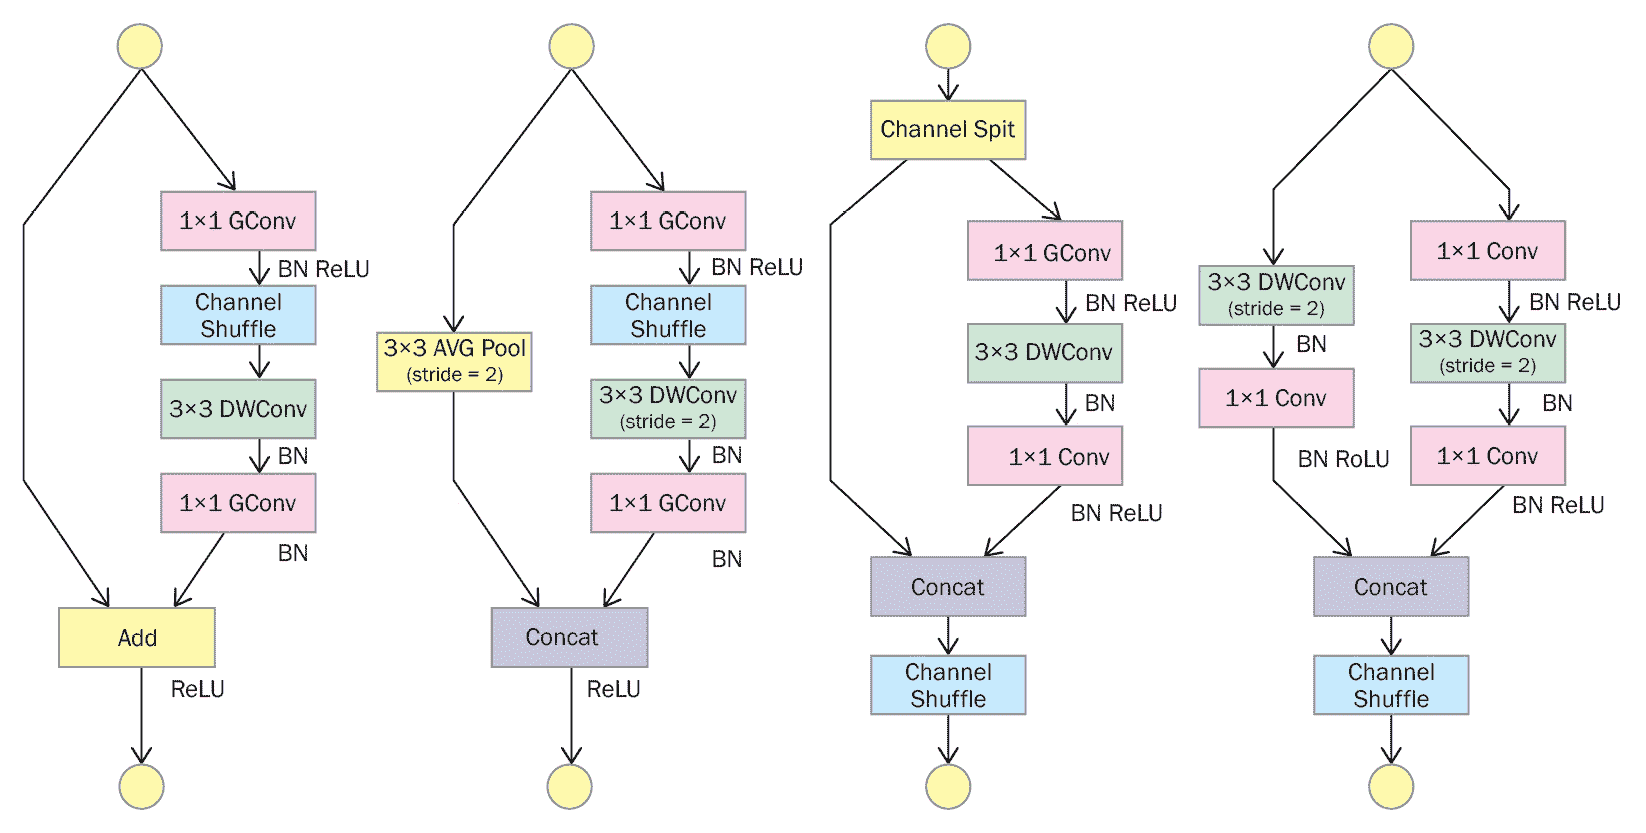 1×1 GConv
BN ReLU
Channel
Shuffle
3×3 DWConv
BN
1×1 GConv
BN
Add
ReLU
3×3 AVG Pool
(stride = 2)
1×1 GConv
BN ReLU
Channel
Shuffle
3×3 DWConv
(stride = 2)
BN
1×1 GConv
BN
Concat
ReLU
Channel Spit
1×1 GConv
BN ReLU
3×3 DWConv
BN
1×1 Conv
BN ReLU
Concat
Channel
Shuffle
3×3 DWConv
(stride = 2)
BN
1×1 Conv
BN RoLU
1×1 Conv
BN ReLU
3×3 DWConv
(stride = 2)
BN
1×1 Conv
BN ReLU
Concat
Channel
Shuffle